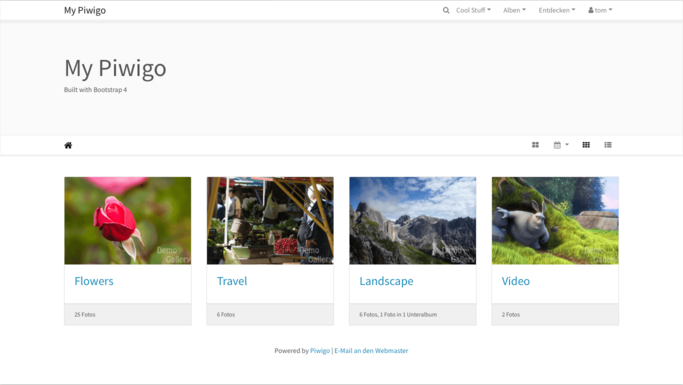 My Piwigo
Cool Stuff
Alben
Entdecken
tom
My Piwigo
Built with Bootstrap 4
Demo
Gallery
Demo
Gallery
Demo
Gallery
Demo
Gallery
Flowers
Travel
Landscape
Video
25 Fotos
6 Fotos
6 Fotos, 1 Foto in 1 Unteralbum
2 Fotos
Powered by Piwigo | E-Mail an den Webmaster